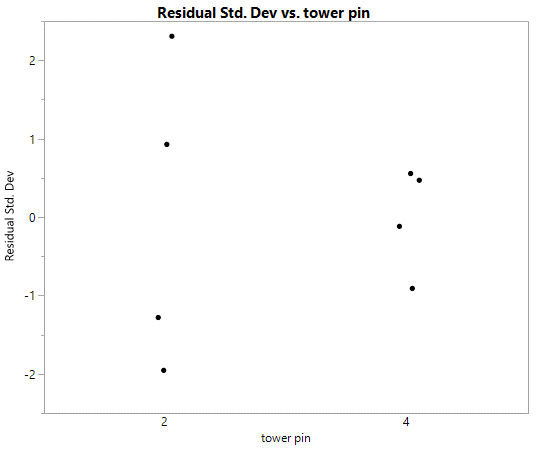 Residual Std. Dev vs. tower pin
Residual Std. Dev
2
1
0
-1
-2
2
4
tower pin